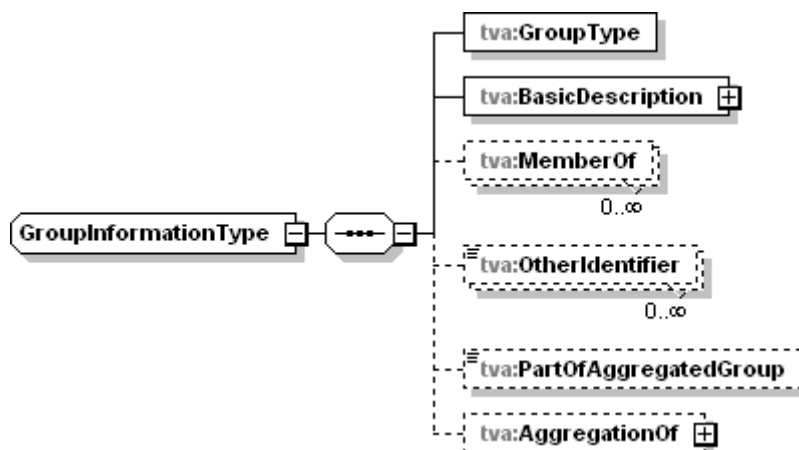 tva:GroupType
tva:BasicDescription
tva:MemberOf
0..∞
GroupInformationType
tva:OtherIdentifier
0..∞
tva:PartOfAggregatedGroup
tva:AggregationOf